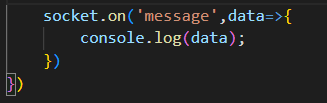 socket.on('message',data=>{
console.log(data);
})
})